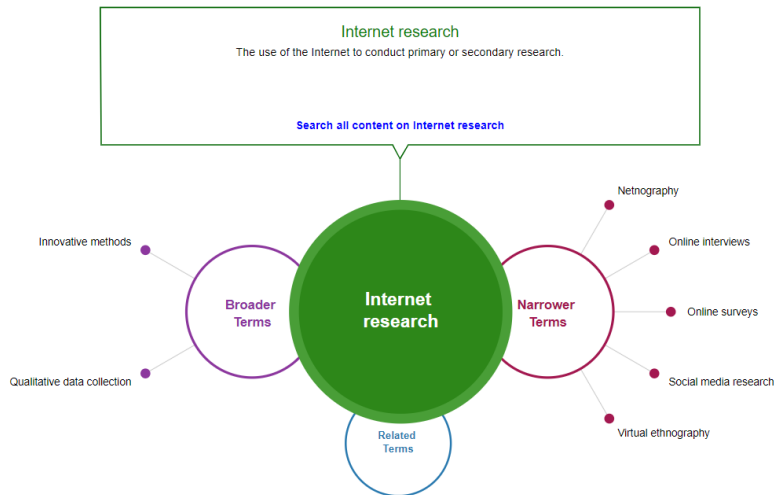 Internet research
The use of the Internet to conduct primary or secondary research.
Search all content on Internet research
Netnography
Innovative methods
Online interviews
Broader
Terms
Internet
research
Narrower
Terms
Online surveys
Qualitative data collection
Social media research
Related
Terms
Virtual ethnography